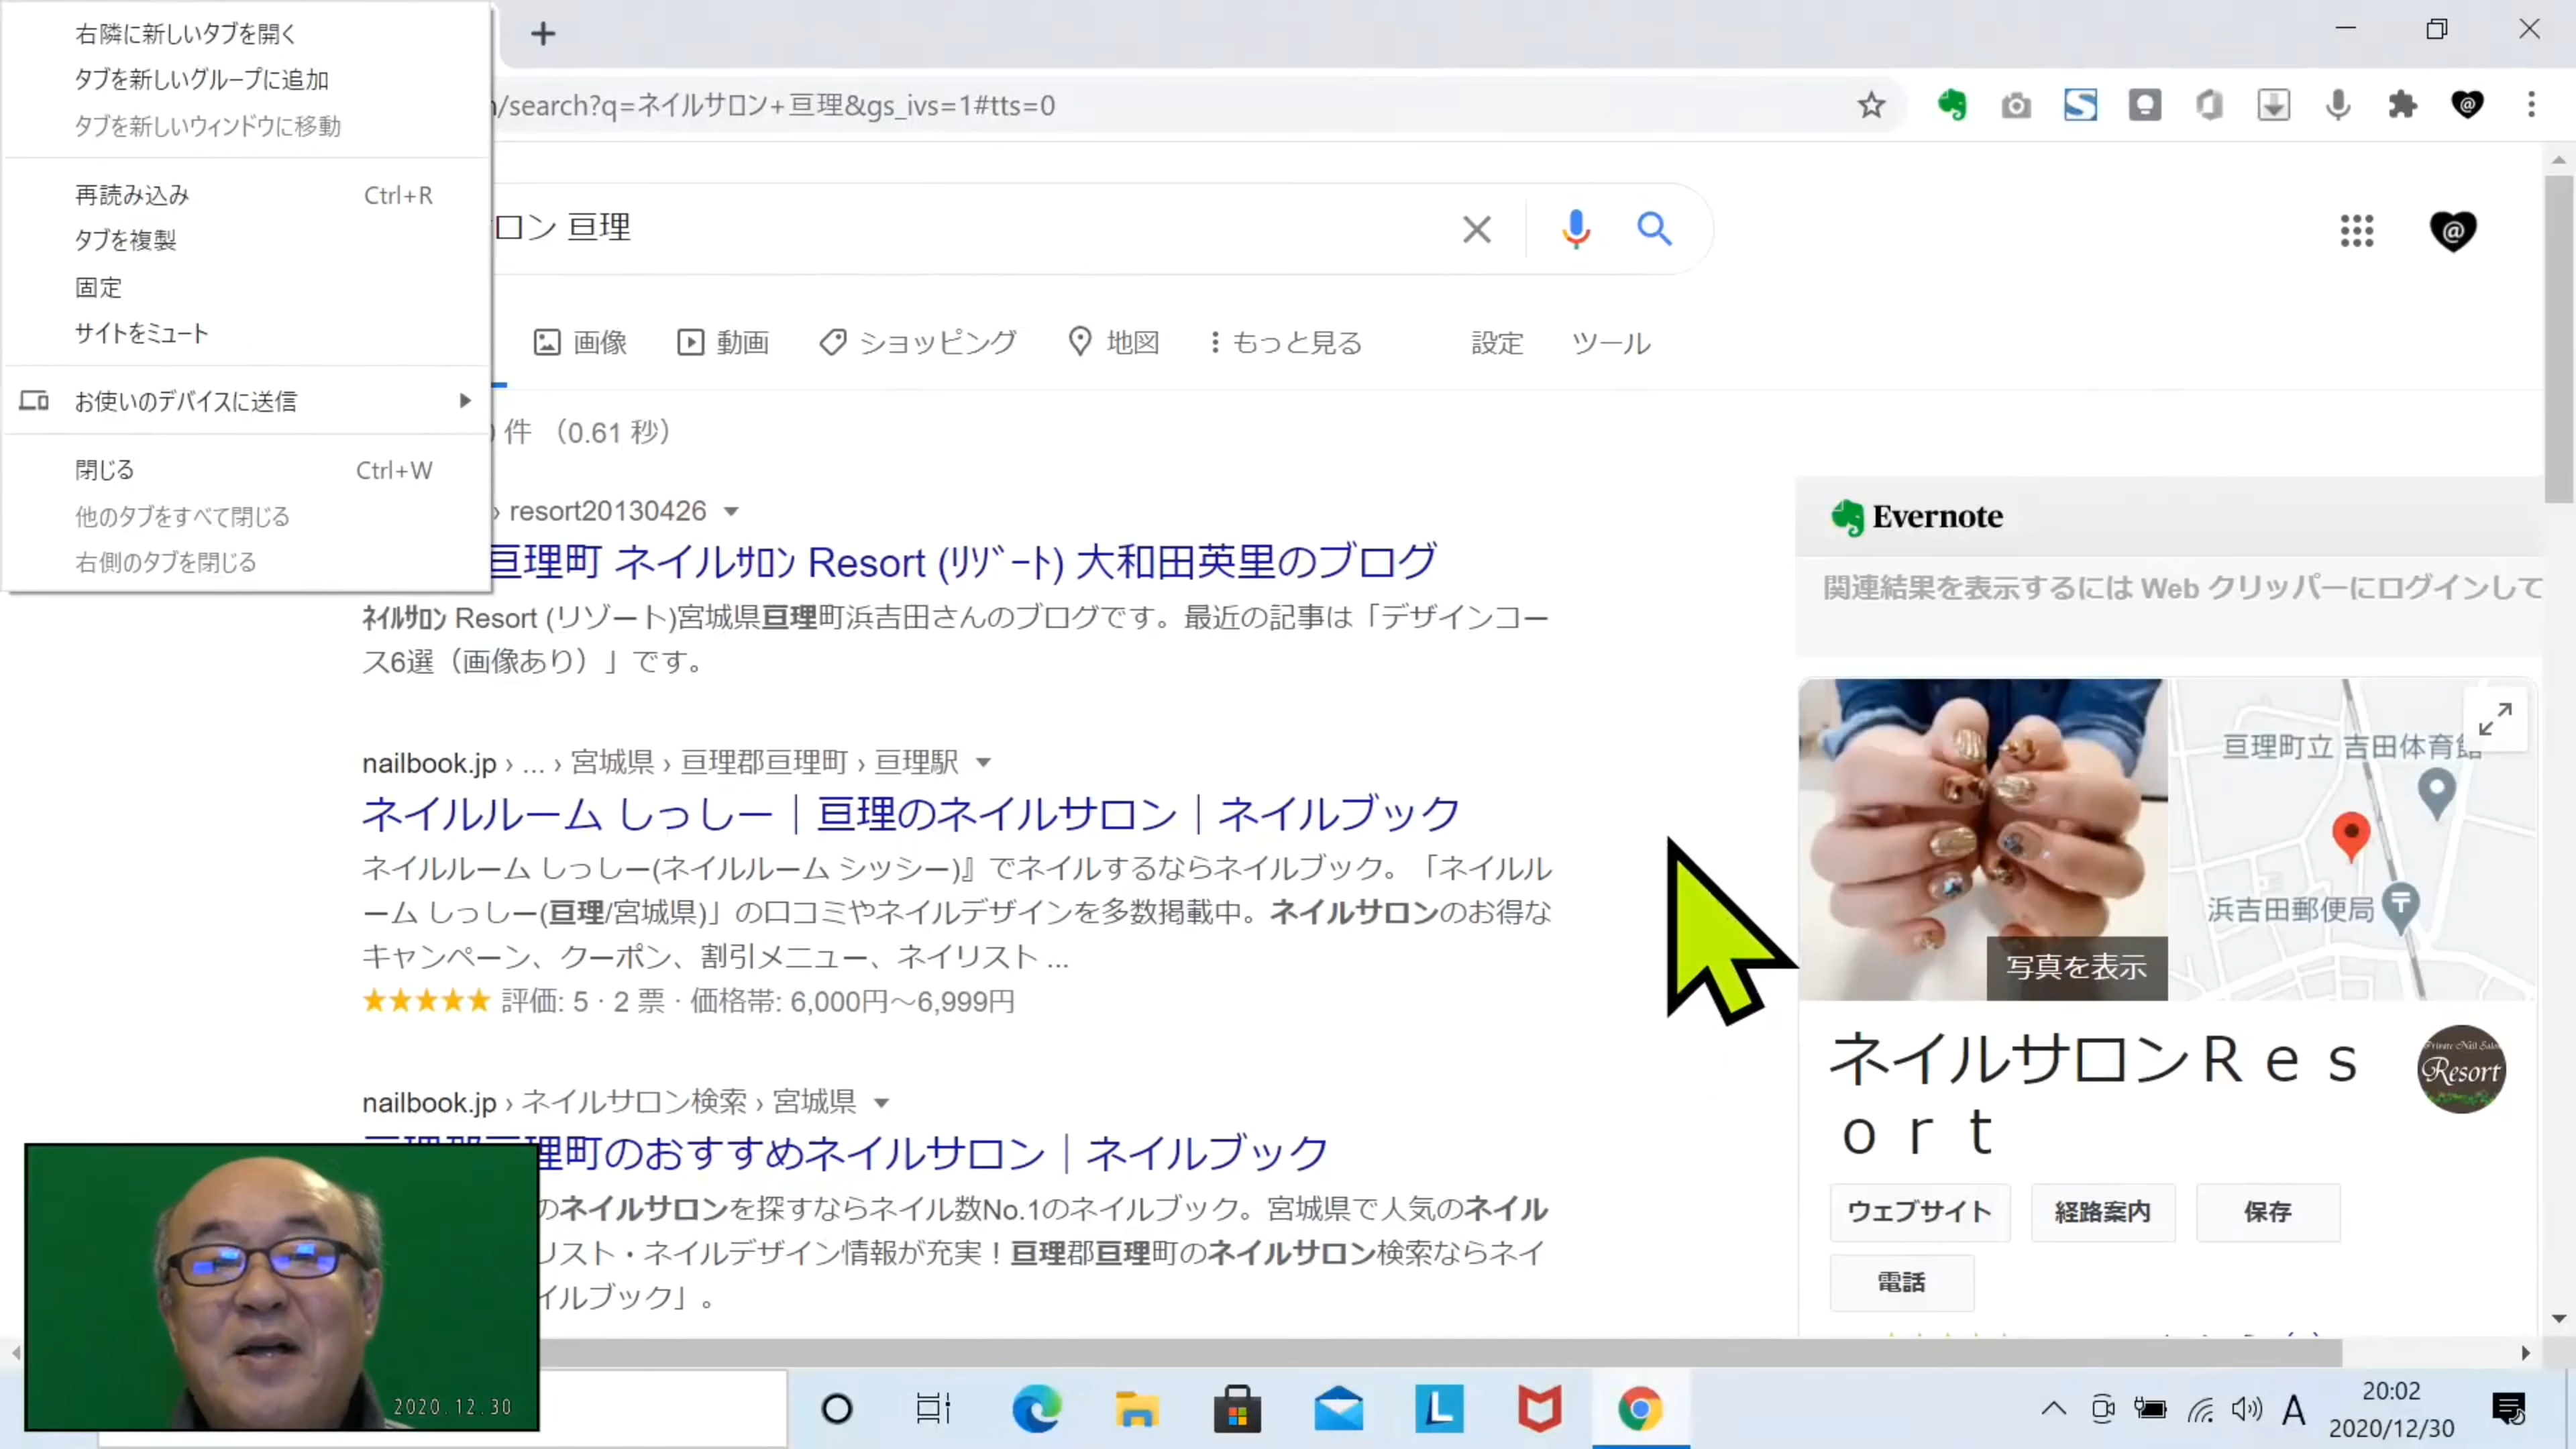 右隣に新しいタブを開く
タブを新しいグループに追加
タブを新しいウィンドウに移動
再読み込み Ctrl+R
タブを複製
固定
サイトをミュート
お使いのデバイスに送信
閉じる Ctrl+W
他のタブをすべて閉じる
右側のタブを閉じる
/search?q=ネイルサロン+亘理&gs_ivs=1#tts=0
ロン 亘理
画像 動画 ショッピング 地図 もっと見る 設定 ツール
件 （0.61 秒）
› resort20130426
亘理町 ネイルｻﾛﾝ Resort (ﾘｿﾞｰﾄ) 大和田英里のブログ
ﾈｲﾙｻﾛﾝ Resort (リゾート)宮城県亘理町浜吉田さんのブログです。最近の記事は「デザインコー
ス6選（画像あり）」です。
nailbook.jp › ... › 宮城県 › 亘理郡亘理町 › 亘理駅
ネイルルーム しっしー｜亘理のネイルサロン｜ネイルブック
ネイルルーム しっしー(ネイルルーム シッシー)』でネイルするならネイルブック。「ネイルル
ーム しっしー(亘理/宮城県)」の口コミやネイルデザインを多数掲載中。ネイルサロンのお得な
キャンペーン、クーポン、割引メニュー、ネイリスト ...
★★★★★ 評価: 5 · 2 票 · 価格帯: 6,000円～6,999円
nailbook.jp › ネイルサロン検索 › 宮城県
亘理郡亘理町のおすすめネイルサロン｜ネイルブック
のネイルサロンを探すならネイル数No.1のネイルブック。宮城県で人気のネイル
リスト・ネイルデザイン情報が充実！亘理郡亘理町のネイルサロン検索ならネイ
イルブック」。
Evernote
関連結果を表示するには Web クリッパーにログインして
亘理町立 吉田体育館
浜吉田郵便局
写真を表示
ネイルサロンＲｅｓ
ｏｒｔ
Private Nail Salon
Resort
ウェブサイト 経路案内 保存
電話
2020.12.30
A
20:02
2020/12/30